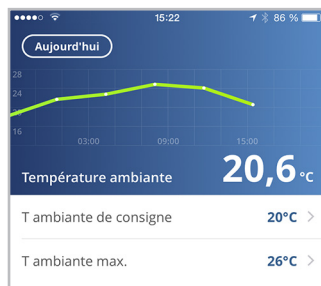 15:22 86 %
Aujourd'hui
28
24
16
03:00 09:00 15:00
Température ambiante 20,6 °C
T ambiante de consigne 20°C
T ambiante max. 26°C